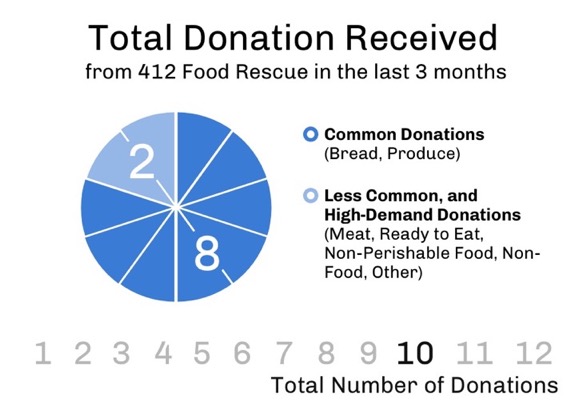 Total Donation Received
from 412 Food Rescue in the last 3 months
Common Donations
(Bread, Produce)
2
Less Common, and
High-Demand Donations
(Meat, Ready to Eat,
Non-Perishable Food, Non-
Food, Other)
8
1 2 3 4 5 6 7 8 9 10 11 12
Total Number of Donations